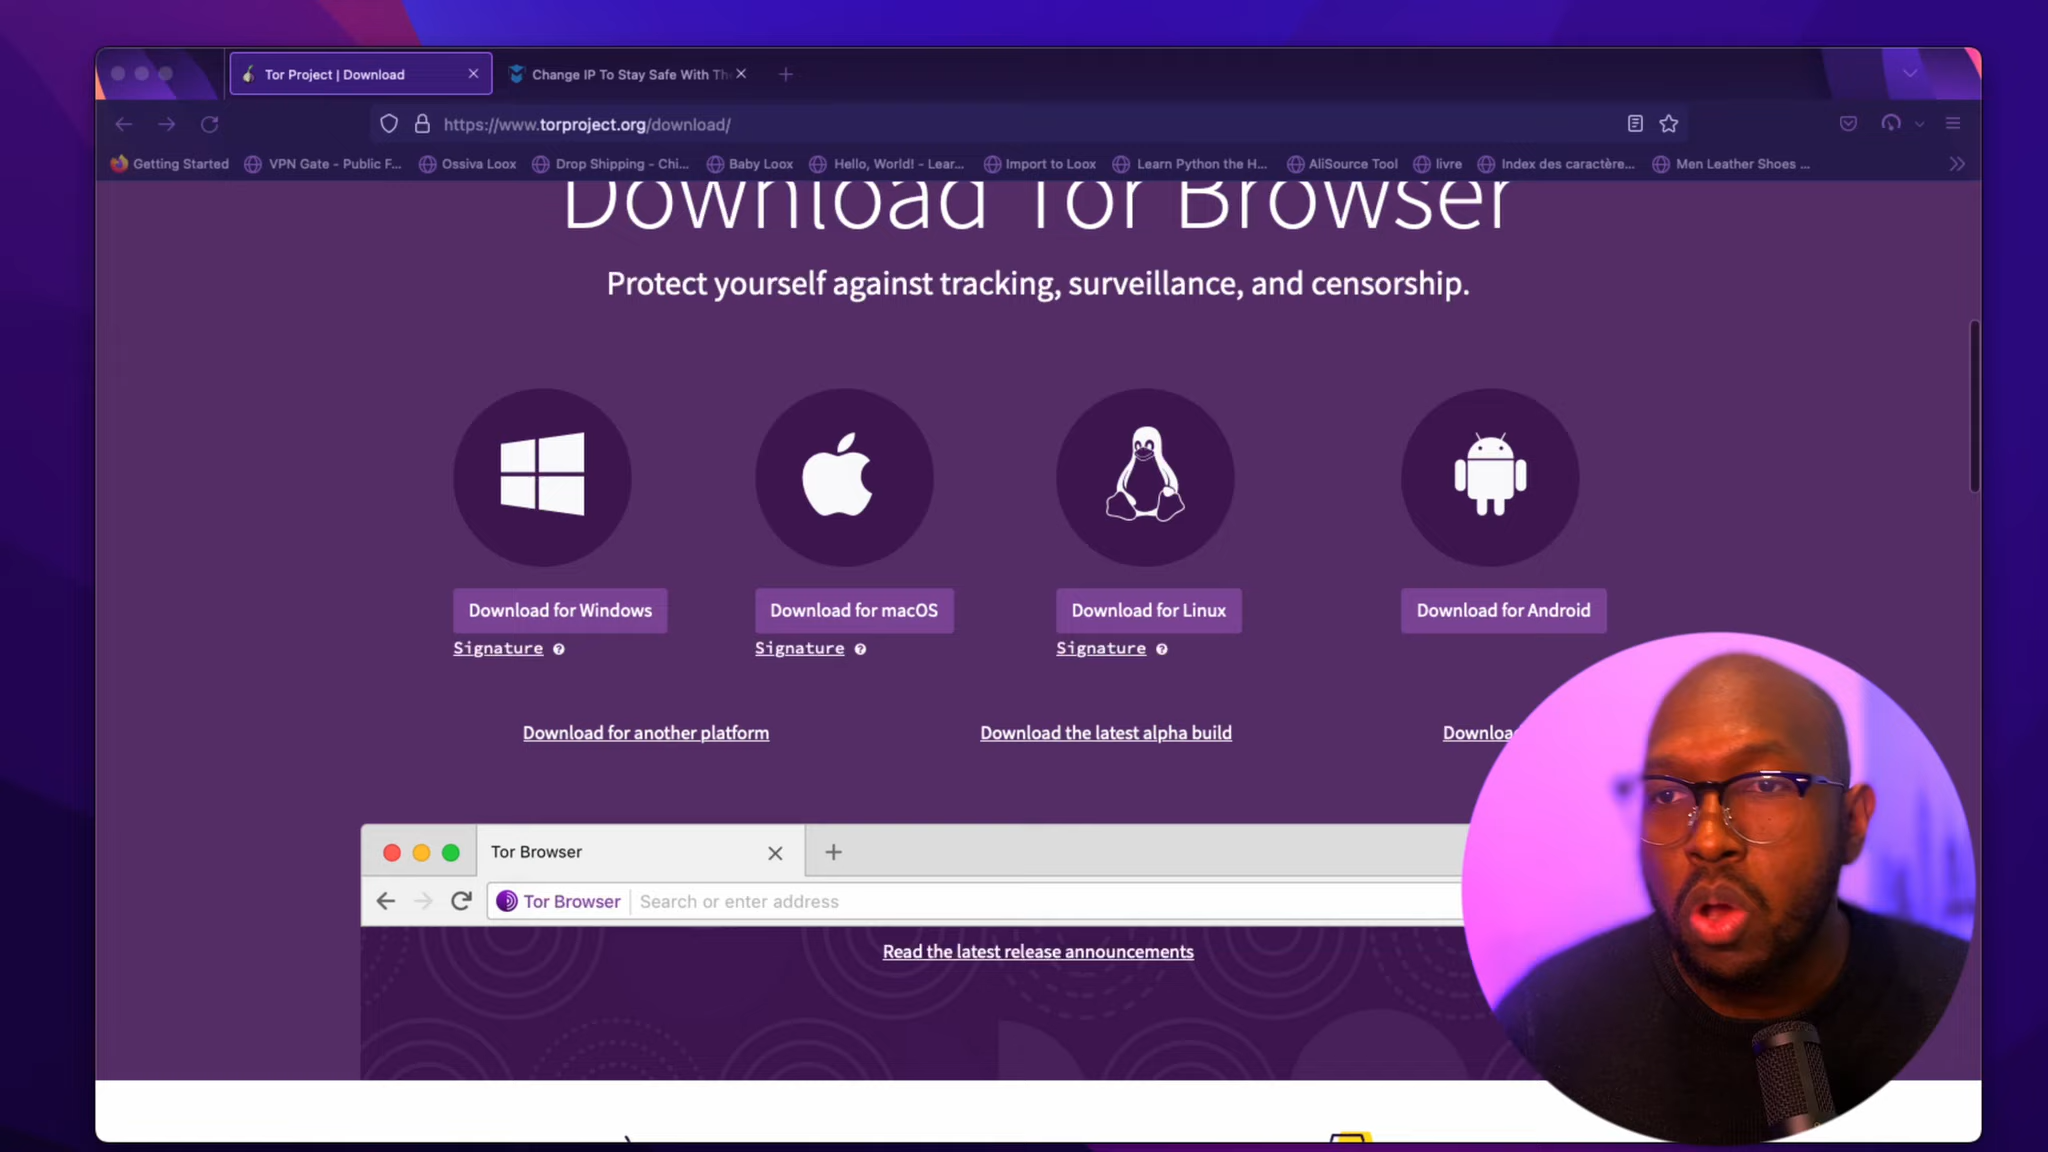 Tor Project | Download
Change IP To Stay Safe With Th
https://www.torproject.org/download/
Getting Started VPN Gate - Public F... Ossiva Loox Drop Shipping - Chi... Baby Loox Hello, World! - Lear... Import to Loox Learn Python the H... AliSource Tool livre Index des caractère... Men Leather Shoes ...
Download Tor Browser
Protect yourself against tracking, surveillance, and censorship.
Download for Windows Download for macOS Download for Linux Download for Android
Signature ? Signature ? Signature ?
Download for another platform Download the latest alpha build Downloa
Tor Browser
Tor Browser Search or enter address
Read the latest release announcements